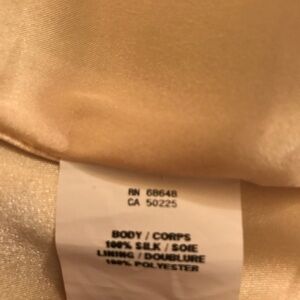 RN 68648
CA 50225
BODY / CORPS
100% SILK / SOIE
LINING / DOUBLURE
100% POLYESTER